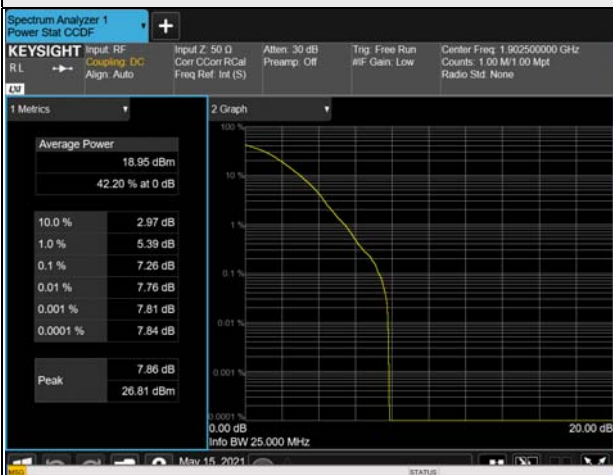 Spectrum Analyzer 1
Power Stat CCDF
+
KEYSIGHT
R L
LXI
Input: RF
Coupling: DC
Align: Auto
Input Z: 50 Ω
Corr CCorr RCal
Freq Ref: Int (S)
Atten: 30 dB
Preamp: Off
Trig: Free Run
#IF Gain: Low
Center Freq: 1.902500000 GHz
Counts: 1.00 M/1.00 Mpt
Radio Std: None
1 Metrics
2 Graph
Average Power
18.95 dBm
42.20 % at 0 dB
10.0 % 2.97 dB
1.0 % 5.39 dB
0.1 % 7.26 dB
0.01 % 7.76 dB
0.001 % 7.81 dB
0.0001 % 7.84 dB
Peak
7.86 dB
26.81 dBm
100 %
10 %
1 %
0.1 %
0.01 %
0.001 %
0.0001 %
0.00 dB 20.00 dB
Info BW 25.000 MHz
May 15, 2021
MSG STATUS